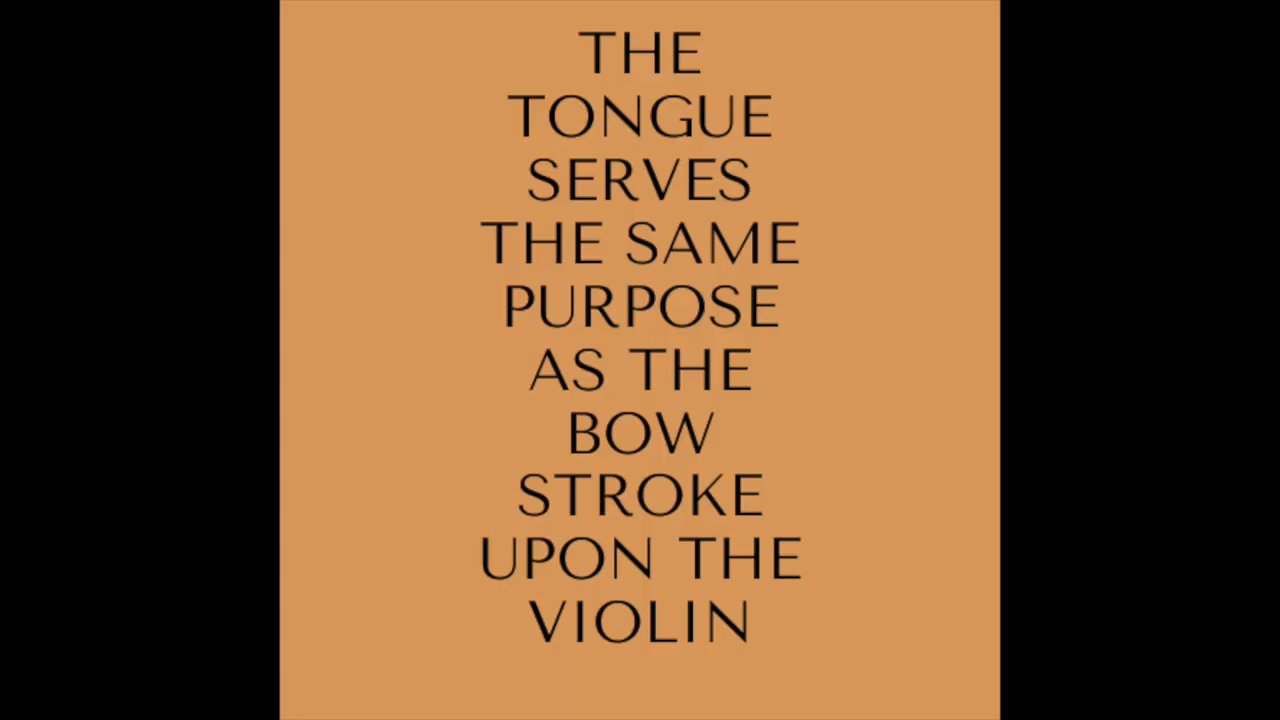 THE
TONGUE
SERVES
THE SAME
PURPOSE
AS THE
BOW
STROKE
UPON THE
VIOLIN